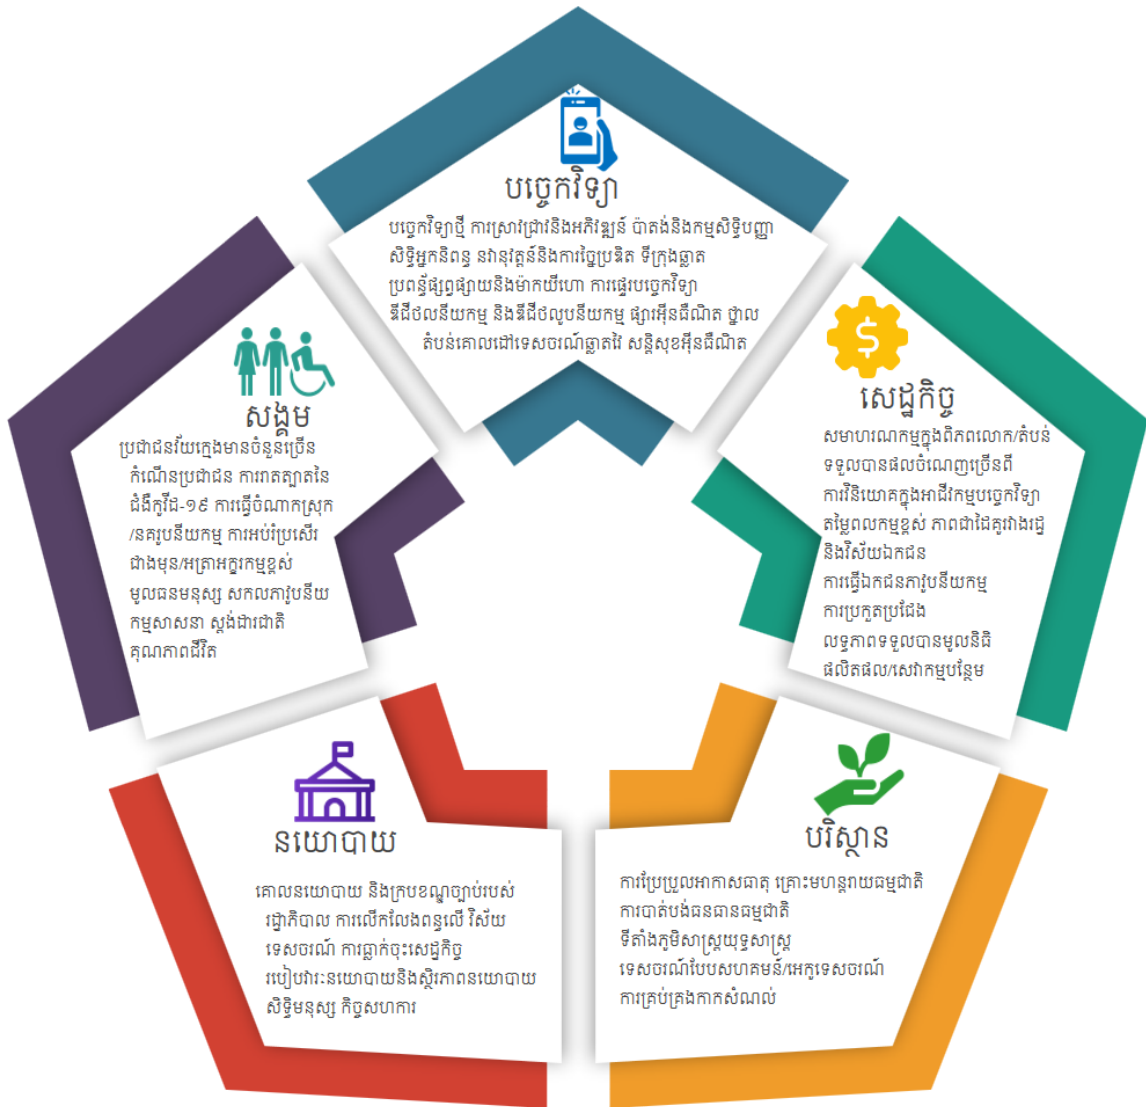 បច្ចេកវិទ្យា
បច្ចេកវិទ្យាថ្មី ការស្រាវជ្រាវនិងអភិវឌ្ឍន៍ ប៉ាតង់និងកម្មសិទ្ធិបញ្ញា
សិទ្ធិអ្នកនិពន្ធ នវានុវត្តន៍និងការច្នៃប្រឌិត ទីក្រុងឆ្លាត
ប្រពន្ធ័ផ្សព្វផ្សាយនិងម៉ាកយីហោ ការផ្ទេរបច្ចេកវិទ្យា
ឌីជីថលនីយកម្ម និងឌីជីថលូបនីយកម្ម ផ្សារអ៊ីនធឺណិត ថ្នាល
តំបន់គោលដៅទេសចរណ៍ឆ្លាតវៃ សន្តិសុខអ៊ីនធឺណិត
សង្គម
ប្រជាជនវ័យក្មេងមានចំនួនច្រើន
កំណើនប្រជាជន ការរាតត្បាតនៃ
ជំងឺកូវីដ-១៩ ការធ្វើចំណាកស្រុក
/នគរូបនីយកម្ម ការអប់រំប្រសើរ
ជាងមុន/អត្រាអក្ខរកម្មខ្ពស់
មូលធនមនុស្ស សកលភាវូបនីយ
កម្មសាសនា ស្តង់ដារជាតិ
គុណភាពជីវិត
សេដ្ឋកិច្ច
សមាហរណកម្មក្នុងពិភពលោក/តំបន់
ទទួលបានផលចំណេញច្រើនពី
ការវិនិយោគក្នុងអាជីវកម្មបច្ចេកវិទ្យា
តម្លៃពលកម្មខ្ពស់ ភាពជាដៃគូរវាងរដ្ឋ
និងវិស័យឯកជន
ការធ្វើឯកជនភាវូបនីយកម្ម
ការប្រកួតប្រជែង
លទ្ធភាពទទួលបានមូលនិធិ
ផលិតផល/សេវាកម្មបន្ថែម
នយោបាយ
គោលនយោបាយ និងក្របខណ្ឌច្បាប់របស់
រដ្ឋាភិបាល ការលើកលែងពន្ធលើ វិស័យ
ទេសចរណ៍ ការធ្លាក់ចុះសេដ្ឋកិច្ច
របៀបវារៈនយោបាយនិងស្ថិរភាពនយោបាយ
សិទ្ធិមនុស្ស កិច្ចសហការ
បរិស្ថាន
ការប្រែប្រួលអាកាសធាតុ គ្រោះមហន្តរាយធម្មជាតិ
ការបាត់បង់ធនធានធម្មជាតិ
ទីតាំងភូមិសាស្ត្រយុទ្ធសាស្ត្រ
ទេសចរណ៍បែបសហគមន៍/អេកូទេសចរណ៍
ការគ្រប់គ្រងកាកសំណល់